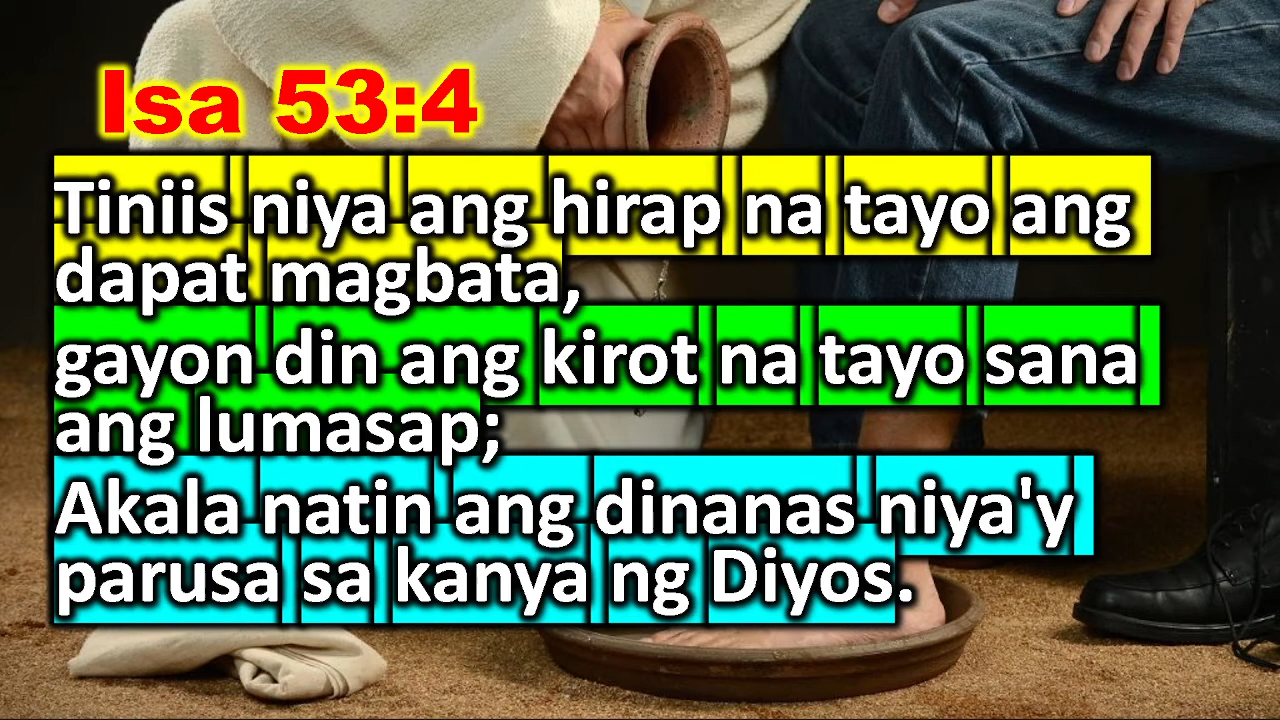 Isa 53:4
Tiniis niya ang hirap na tayo ang
dapat magbata,
gayon din ang kirot na tayo sana
ang lumasap;
Akala natin ang dinanas niya'y
parusa sa kanya ng Diyos.